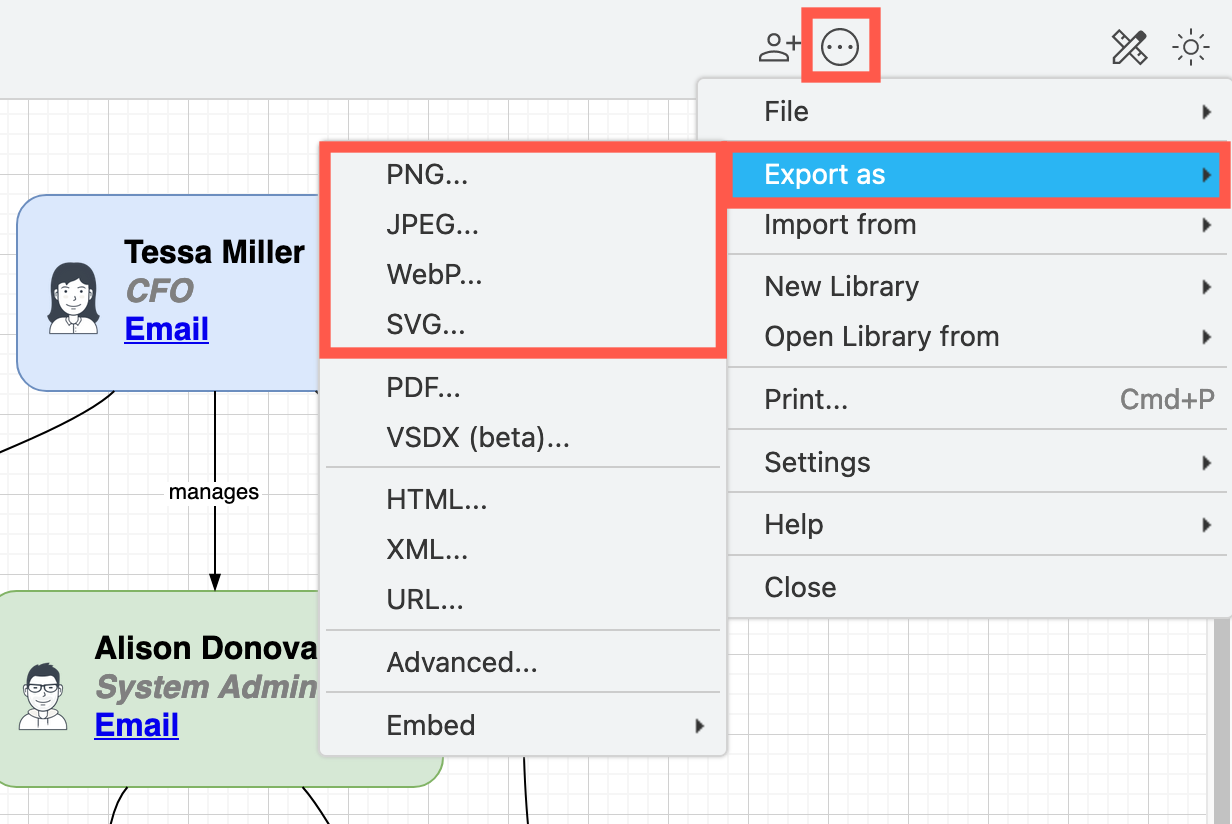 File
Export as
Import from
New Library
Open Library from
Print... Cmd+P
Settings
Help
Close
PNG...
JPEG...
WebP...
SVG...
PDF...
VSDX (beta)...
HTML...
XML...
URL...
Advanced...
Embed
Tessa Miller
CFO
Email
manages
Alison Donova
System Admin
Email